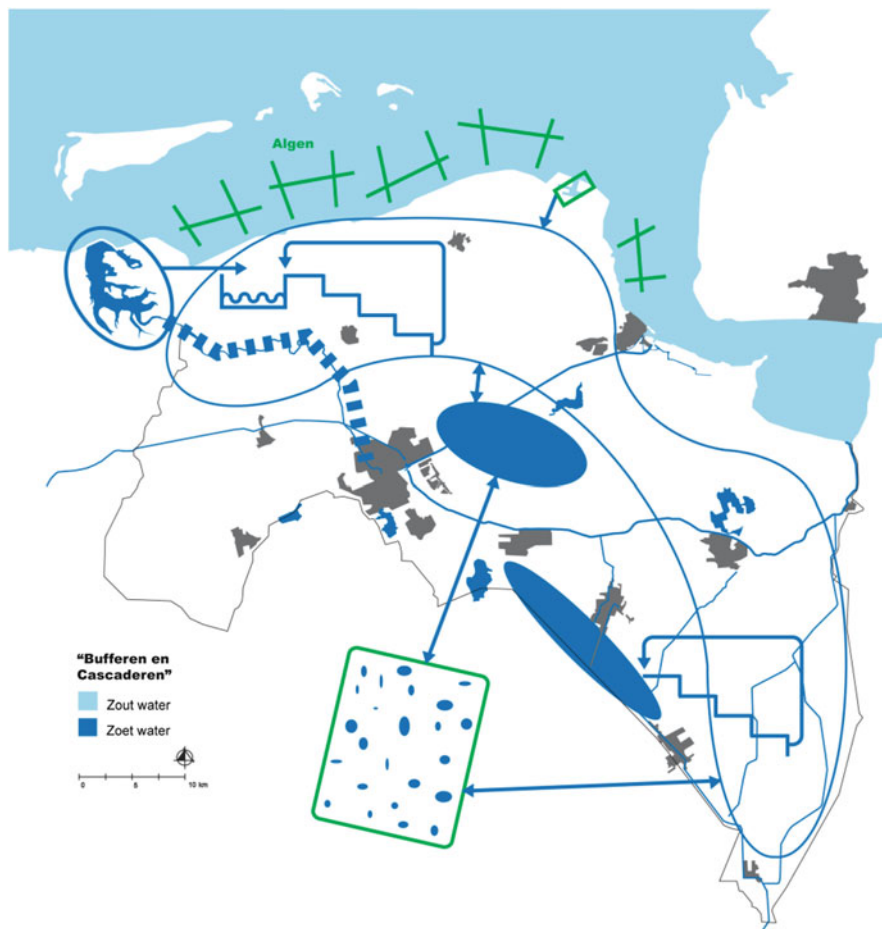 Algen
“Bufferen en
Cascaderen”
Zout water
Zoet water
0 5 10 km